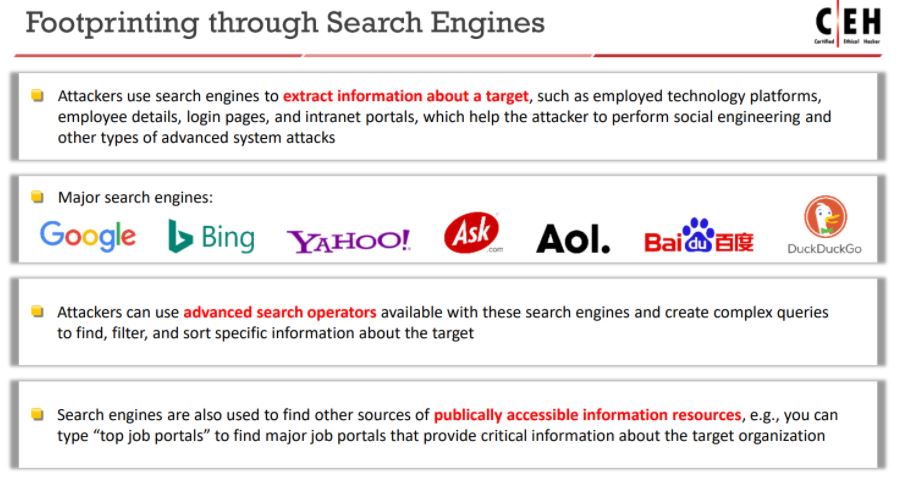 Footprinting through Search Engines
C|EH
Certified Ethical Hacker
Attackers use search engines to extract information about a target, such as employed technology platforms,
employee details, login pages, and intranet portals, which help the attacker to perform social engineering and
other types of advanced system attacks
Major search engines:
Google
Bing
YAHOO!
Ask
.com
Aol.
Baidu百度
DuckDuckGo
Attackers can use advanced search operators available with these search engines and create complex queries
to find, filter, and sort specific information about the target
Search engines are also used to find other sources of publically accessible information resources, e.g., you can
type “top job portals” to find major job portals that provide critical information about the target organization